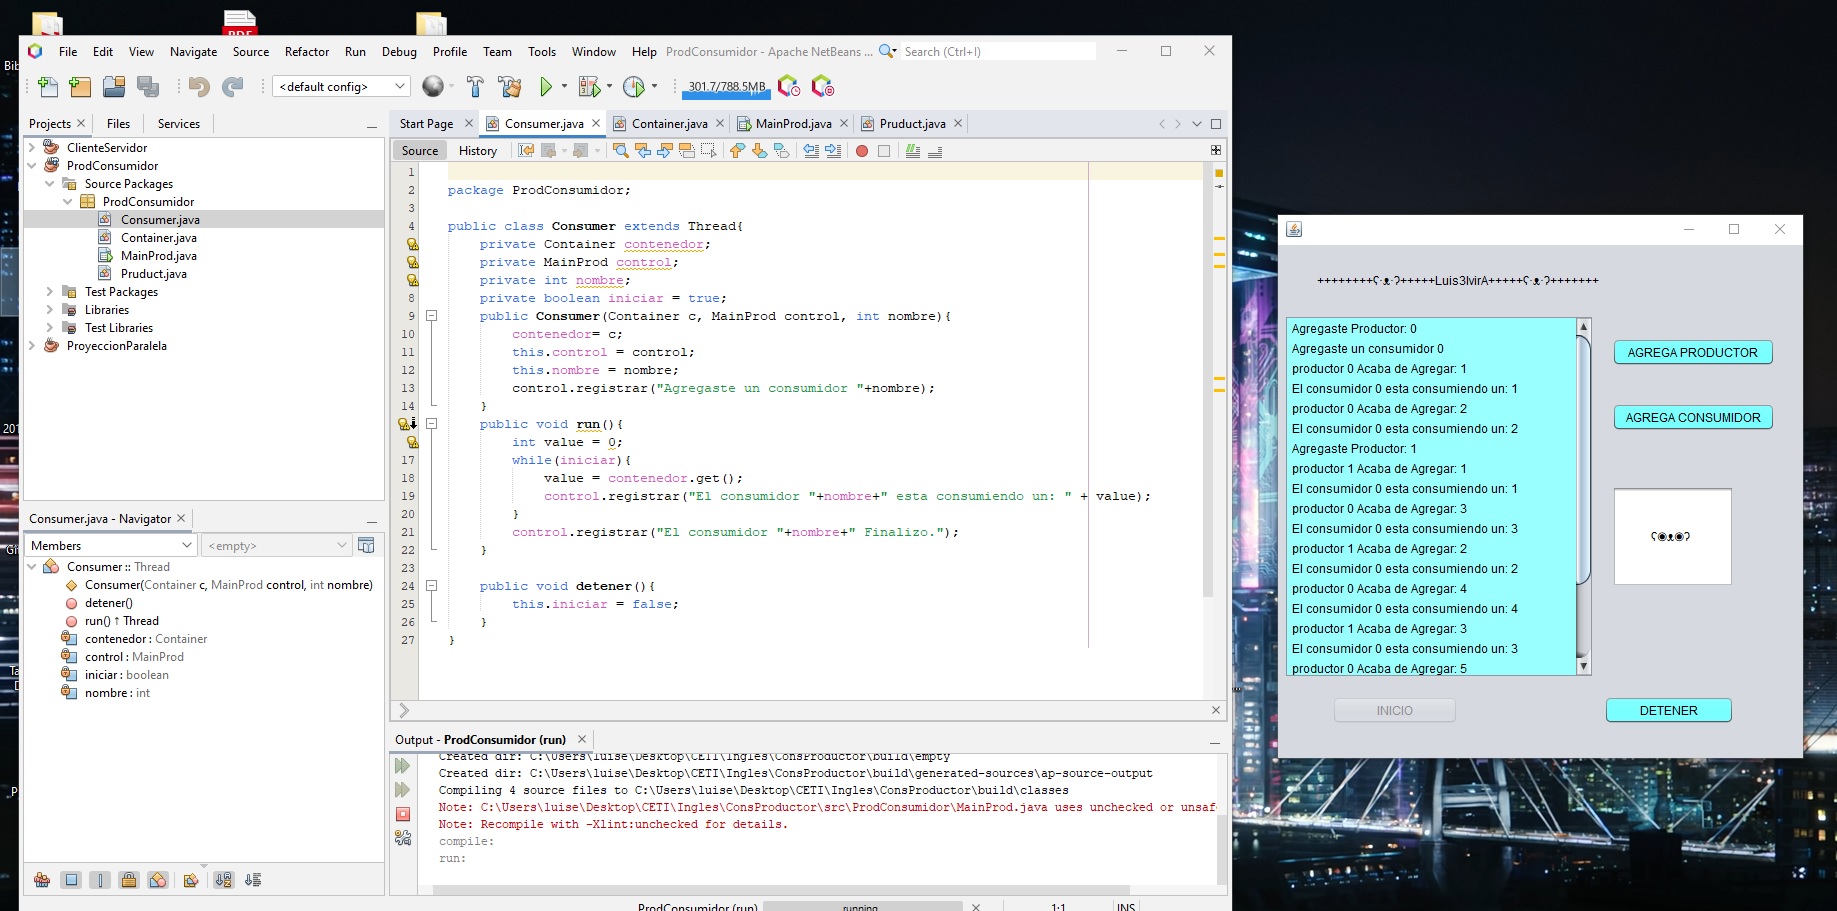 PDF
File Edit View Navigate Source Refactor Run Debug Profile Team Tools Window Help ProdConsumidor - Apache NetBeans ... Search (Ctrl+I)
<default config> 301.7/788.5MB
Projects Files Services
ClienteServidor
ProdConsumidor
Source Packages
ProdConsumidor
Consumer.java
Container.java
MainProd.java
Pruduct.java
Test Packages
Libraries
Test Libraries
ProyeccionParalela
Consumer.java - Navigator
Members <empty>
Consumer :: Thread
Consumer(Container c, MainProd control, int nombre)
detener()
run() ↑ Thread
contenedor : Container
control : MainProd
iniciar : boolean
nombre : int
Start Page Consumer.java Container.java MainProd.java Pruduct.java
Source History
1
2 package ProdConsumidor;
3
4 public class Consumer extends Thread{
private Container contenedor;
private MainProd control;
private int nombre;
8 private boolean iniciar = true;
9 public Consumer(Container c, MainProd control, int nombre){
10 contenedor= c;
11 this.control = control;
12 this.nombre = nombre;
13 control.registrar("Agregaste un consumidor "+nombre);
14 }
public void run(){
int value = 0;
17 while(iniciar){
18 value = contenedor.get();
19 control.registrar("El consumidor "+nombre+" esta consumiendo un: " + value);
20 }
21 control.registrar("El consumidor "+nombre+" Finalizo.");
22 }
23
24 public void detener(){
25 this.iniciar = false;
26 }
27 }
Output - ProdConsumidor (run)
Created dir: C:\Users\luise\Desktop\CETI\Ingles\ConsProductor\build\empty
Created dir: C:\Users\luise\Desktop\CETI\Ingles\ConsProductor\build\generated-sources\ap-source-output
Compiling 4 source files to C:\Users\luise\Desktop\CETI\Ingles\ConsProductor\build\classes
Note: C:\Users\luise\Desktop\CETI\Ingles\ConsProductor\src\ProdConsumidor\MainProd.java uses unchecked or unsaf
Note: Recompile with -Xlint:unchecked for details.
compile:
run:
ProdConsumidor (run) running 1:1 INS
++++++++ʕ·ᴥ·ʔ+++++Luis3lvirA+++++ʕ·ᴥ·ʔ+++++++
Agregaste Productor: 0
Agregaste un consumidor 0
productor 0 Acaba de Agregar: 1
El consumidor 0 esta consumiendo un: 1
productor 0 Acaba de Agregar: 2
El consumidor 0 esta consumiendo un: 2
Agregaste Productor: 1
productor 1 Acaba de Agregar: 1
El consumidor 0 esta consumiendo un: 1
productor 0 Acaba de Agregar: 3
El consumidor 0 esta consumiendo un: 3
productor 1 Acaba de Agregar: 2
El consumidor 0 esta consumiendo un: 2
productor 0 Acaba de Agregar: 4
El consumidor 0 esta consumiendo un: 4
productor 1 Acaba de Agregar: 3
El consumidor 0 esta consumiendo un: 3
productor 0 Acaba de Agregar: 5
AGREGA PRODUCTOR
AGREGA CONSUMIDOR
ʕ◉ᴥ◉ʔ
INICIO
DETENER